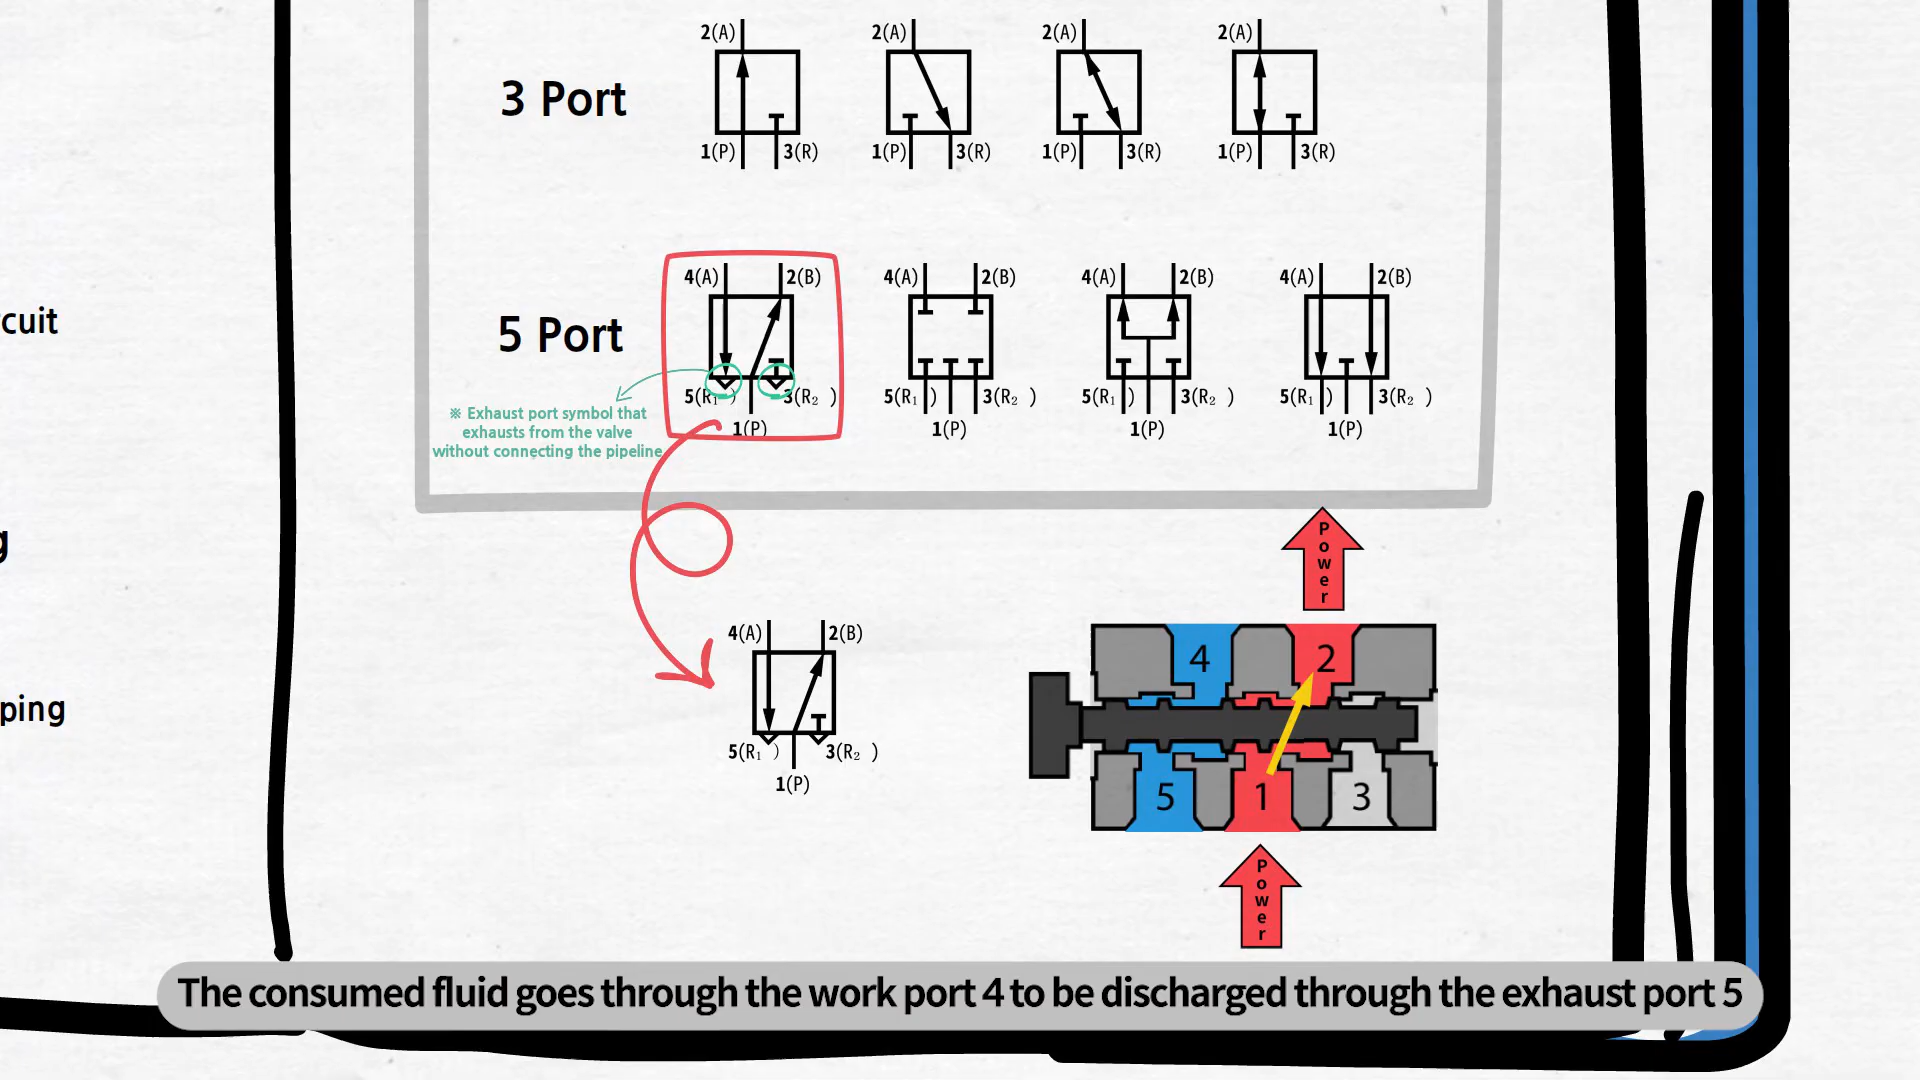 2(A) 2(A) 2(A) 2(A)
3 Port
1(P) 3(R) 1(P) 3(R) 1(P) 3(R) 1(P) 3(R)
4(A) 2(B) 4(A) 2(B) 4(A) 2(B) 4(A) 2(B)
cuit
5 Port
5(R₁ ) 3(R₂ ) 5(R₁ ) 3(R₂ ) 5(R₁ ) 3(R₂ ) 5(R₁ ) 3(R₂ )
1(P) 1(P) 1(P) 1(P)
※ Exhaust port symbol that
exhausts from the valve
without connecting the pipeline
g
Power
4(A) 2(B)
4 2
ping
5(R₁ ) 3(R₂ )
1(P)
5 1 3
Power
The consumed fluid goes through the work port 4 to be discharged through the exhaust port 5